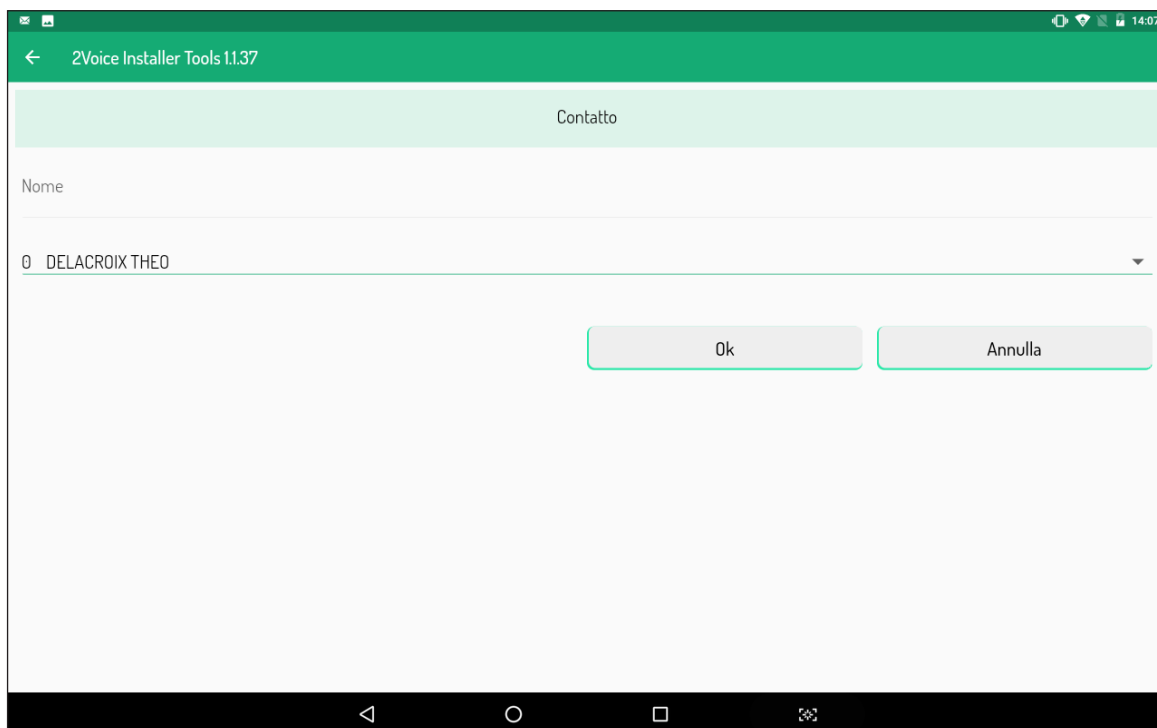 14:07
2Voice Installer Tools 1.1.37
Contatto
Nome
0 DELACROIX THEO
Ok Annulla